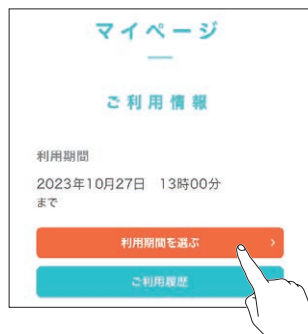 マイページ
ご利用情報
利用期間
2023年10月27日　13時00分
まで
利用期間を選ぶ
ご利用履歴